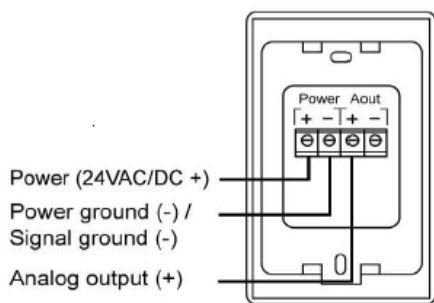 Power Aout
+ − + −
Power (24VAC/DC +)
Power ground (-) /
Signal ground (-)
Analog output (+)